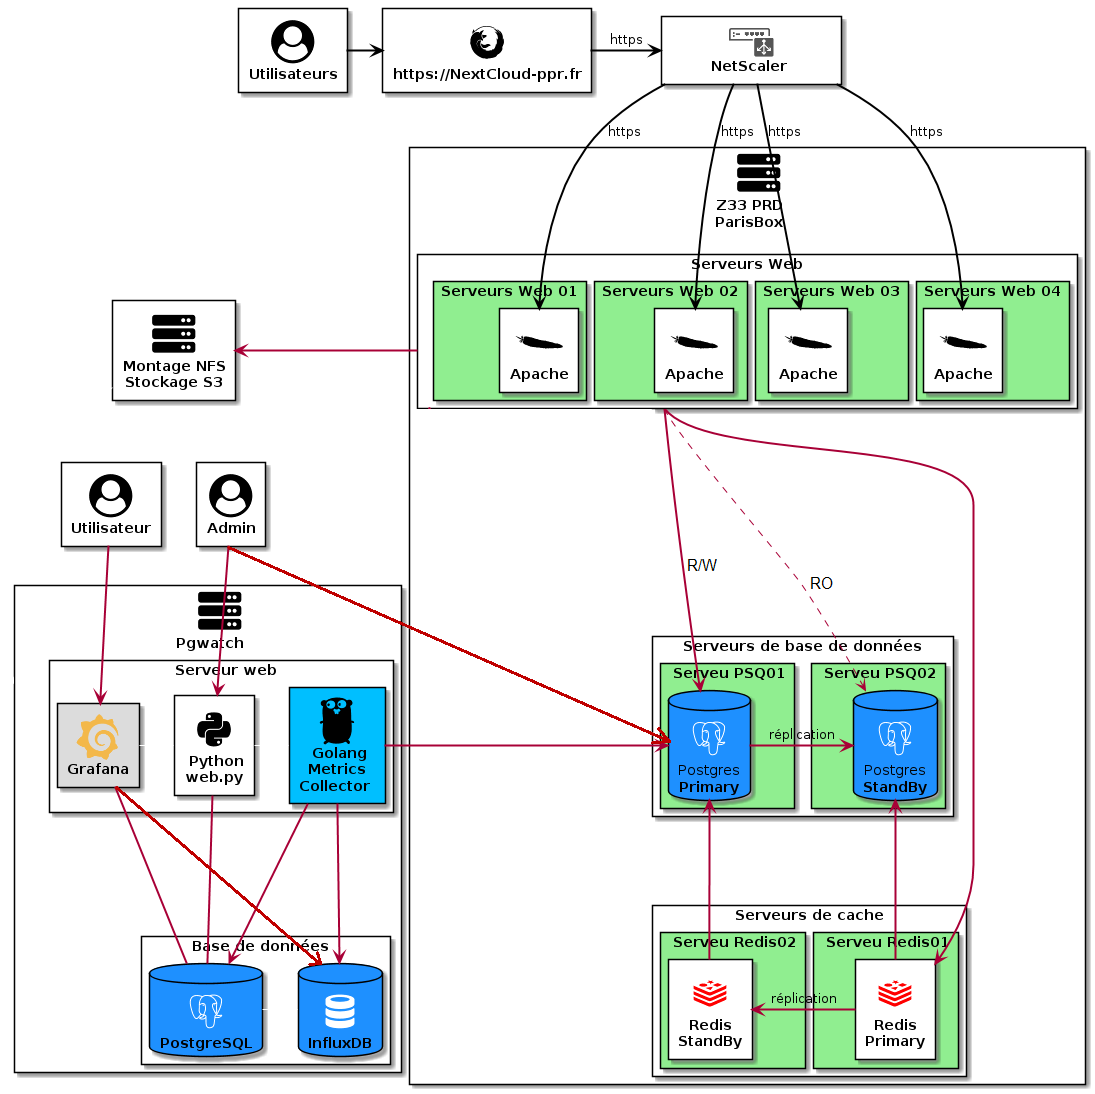 Utilisateurs
https://NextCloud-ppr.fr
https
NetScaler
https
https
https
https
Z33 PRD
ParisBox
Serveurs Web
Serveurs Web 01
Serveurs Web 02
Serveurs Web 03
Serveurs Web 04
Apache
Apache
Apache
Apache
Montage NFS
Stockage S3
Utilisateur
Admin
R/W
RO
Pgwatch
Serveur web
Grafana
Python
web.py
Golang
Metrics
Collector
Serveurs de base de données
Serveu PSQ01
Serveu PSQ02
réplication
Postgres
Primary
Postgres
StandBy
Base de données
PostgreSQL
InfluxDB
Serveurs de cache
Serveu Redis02
Serveu Redis01
réplication
Redis
StandBy
Redis
Primary